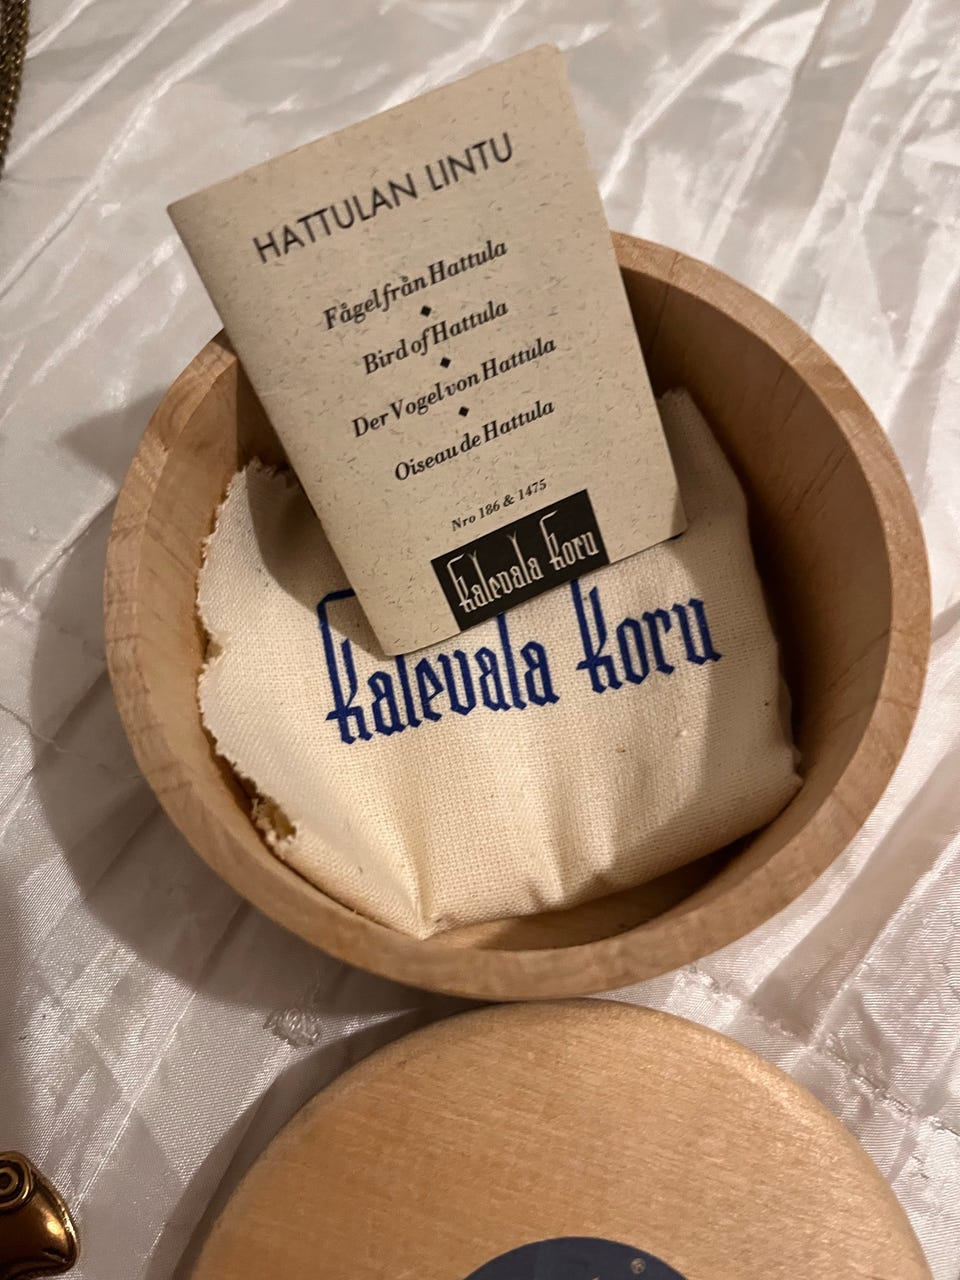 HATTULAN LINTU
Fågel från Hattula
◆
Bird of Hattula
◆
Der Vogel von Hattula
◆
Oiseau de Hattula
Nro 186 & 1475
Kalevala Koru
Kalevala Koru
®